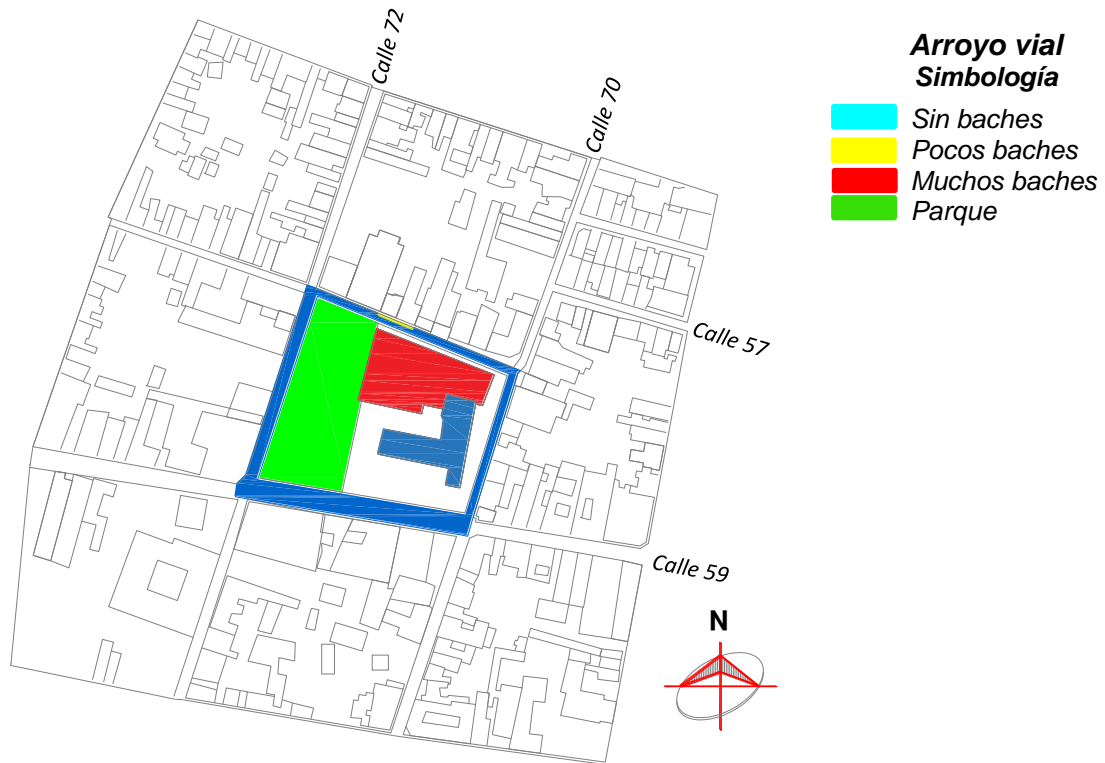 Calle 72
Calle 70
Arroyo vial
Simbología
Sin baches
Pocos baches
Muchos baches
Parque
Calle 57
Calle 59
N